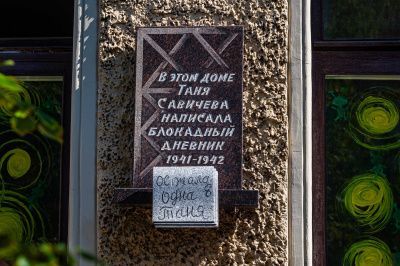 В ЭТОМ ДОМЕ
ТАНЯ
САВИЧЕВА
НАПИСАЛА
БЛОКАДНЫЙ
ДНЕВНИК
1941-1942
осталась
одна
Таня